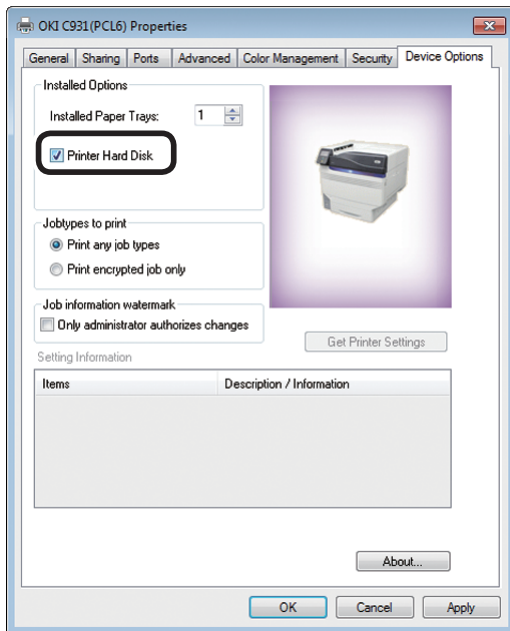 OKI C931(PCL6) Properties
General Sharing Ports Advanced Color Management Security Device Options
Installed Options
Installed Paper Trays: 1
Printer Hard Disk
Jobtypes to print
Print any job types
Print encrypted job only
Job information watermark
Only administrator authorizes changes
Get Printer Settings
Setting Information
Items Description / Information
About...
OK Cancel Apply